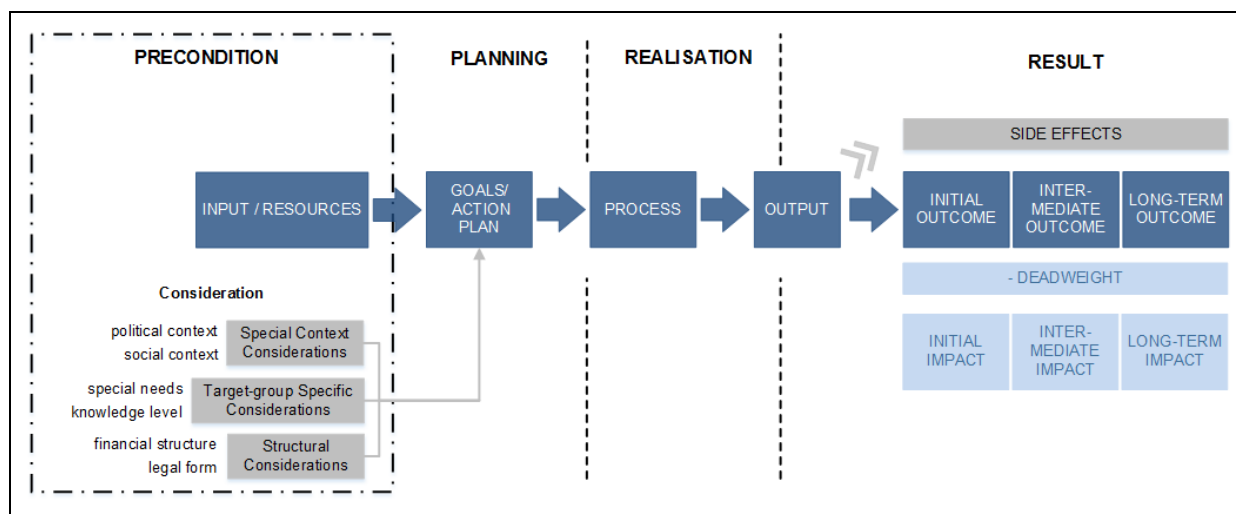 PRECONDITION
PLANNING
REALISATION
RESULT
SIDE EFFECTS
INPUT / RESOURCES
GOALS/
ACTION
PLAN
PROCESS
OUTPUT
INITIAL
OUTCOME
INTER-
MEDIATE
OUTCOME
LONG-TERM
OUTCOME
- DEADWEIGHT
INITIAL
IMPACT
INTER-
MEDIATE
IMPACT
LONG-TERM
IMPACT
Consideration
political context
social context
Special Context
Considerations
special needs
knowledge level
Target-group Specific
Considerations
financial structure
legal form
Structural
Considerations